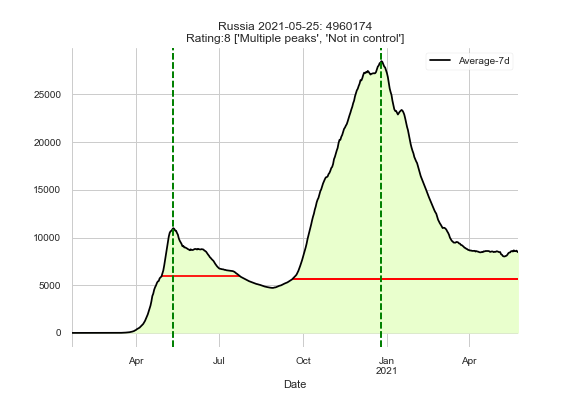 Russia 2021-05-25: 4960174
Rating:8 ['Multiple peaks', 'Not in control']
Average-7d
25000
20000
15000
10000
5000
0
Apr
Jul
Oct
Jan
2021
Apr
Date